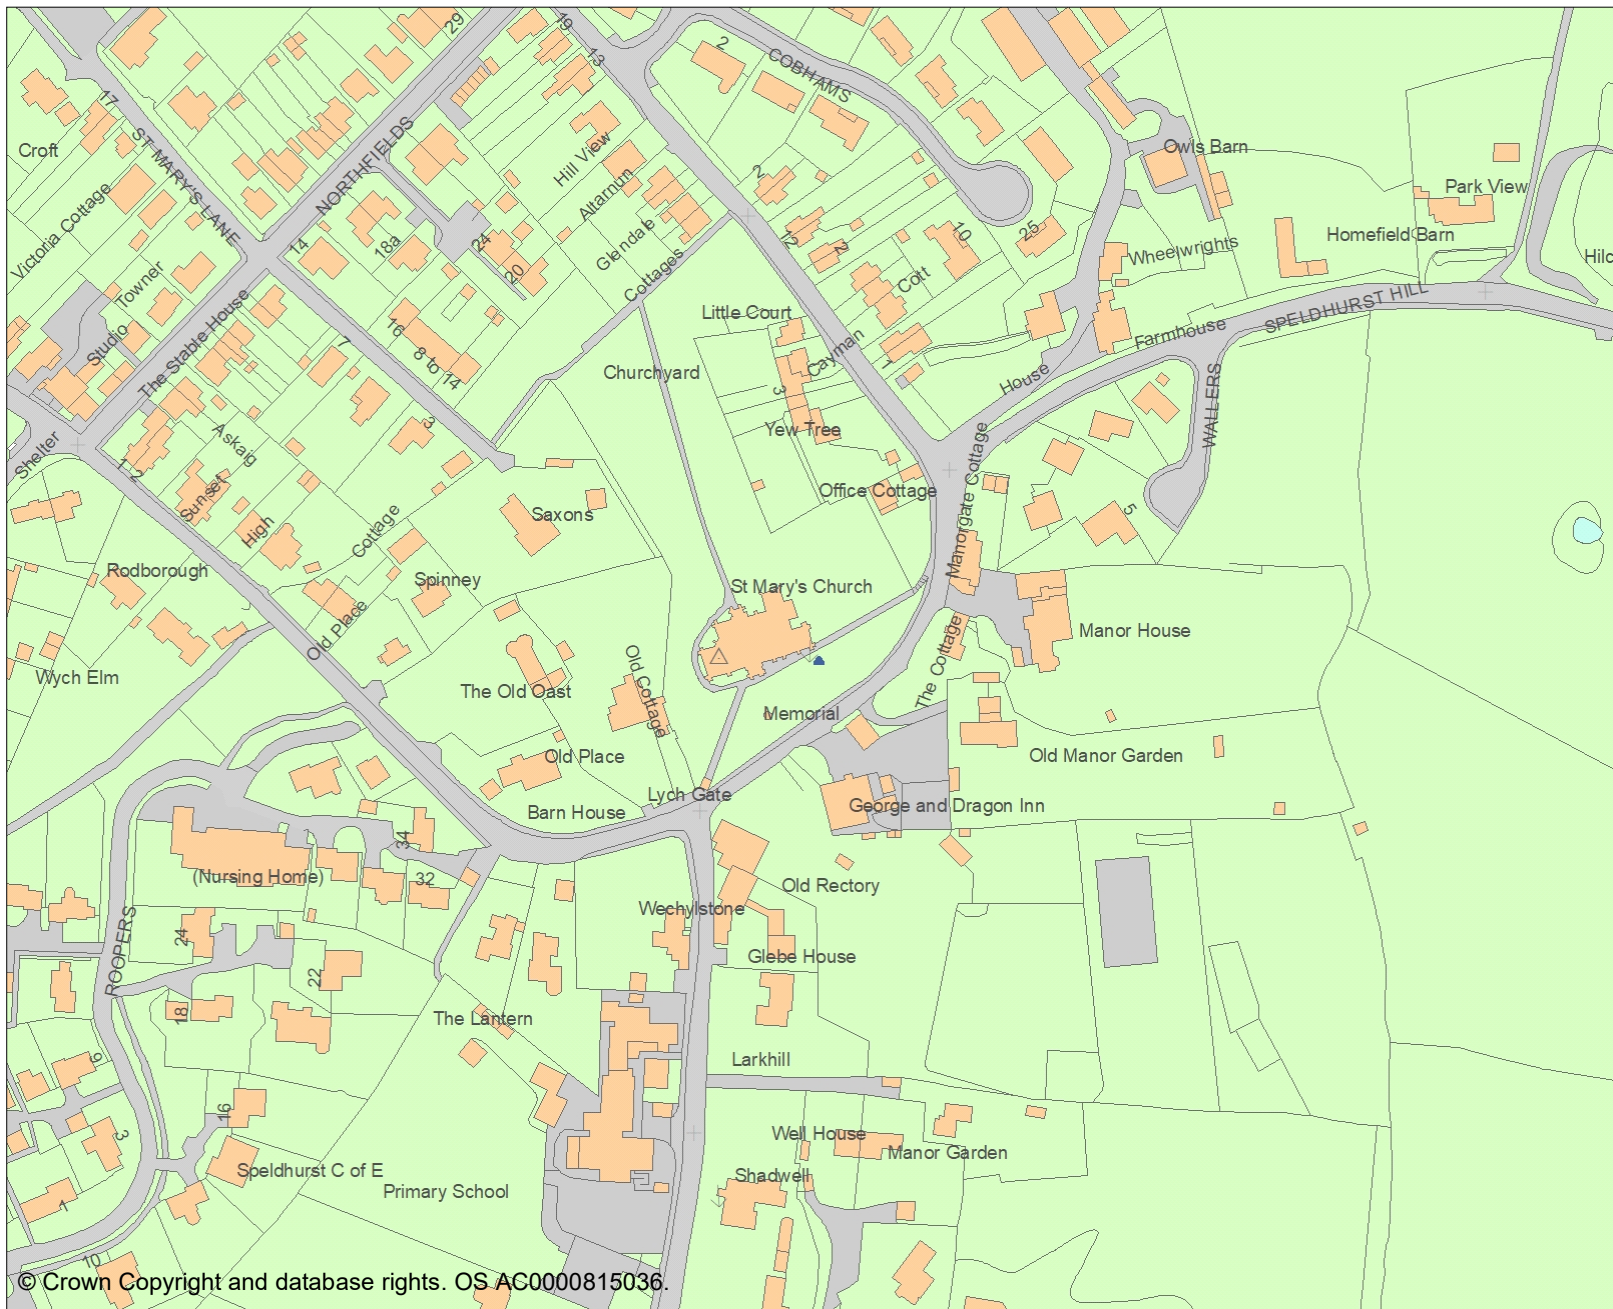 29
19
13
2
COBHAMS
17
ST MARY'S LANE
NORTHFIELDS
Croft
Hill View
Owls Barn
Victoria Cottage
Altarnun
2
Park View
14
18a
24
20
Glendale
12
2
10
25
Homefield Barn
Wheelwrights
Towner
Cottages
Cott
SPELDHURST HILL
Studio
The Stable House
7
16
8 to 14
Little Court
Farmhouse
Cayman
1
House
Churchyard
3
WALLERS
Askaig
3
Yew Tree
Shelter
1
2
Manorgate Cottage
Office Cottage
Sunset
High
Cottage
Saxons
5
Rodborough
Spinney
St Mary's Church
Old Place
The Cottage
Manor House
Wych Elm
Old Cottage
The Old Oast
Memorial
Old Place
Old Manor Garden
Lych Gate
Barn House
George and Dragon Inn
34
(Nursing Home)
32
Old Rectory
Wechylstone
ROOPERS
24
22
Glebe House
18
The Lantern
Larkhill
9
16
3
Well House
Manor Garden
Speldhurst C of E
Primary School
Shadwell
1
10
© Crown Copyright and database rights. OS AC0000815036.